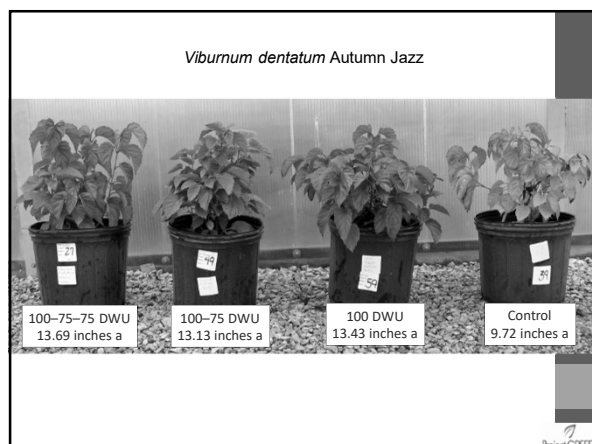 Viburnum dentatum Autumn Jazz
27
49
59
39
100–75–75 DWU
13.69 inches a
100–75 DWU
13.13 inches a
100 DWU
13.43 inches a
Control
9.72 inches a